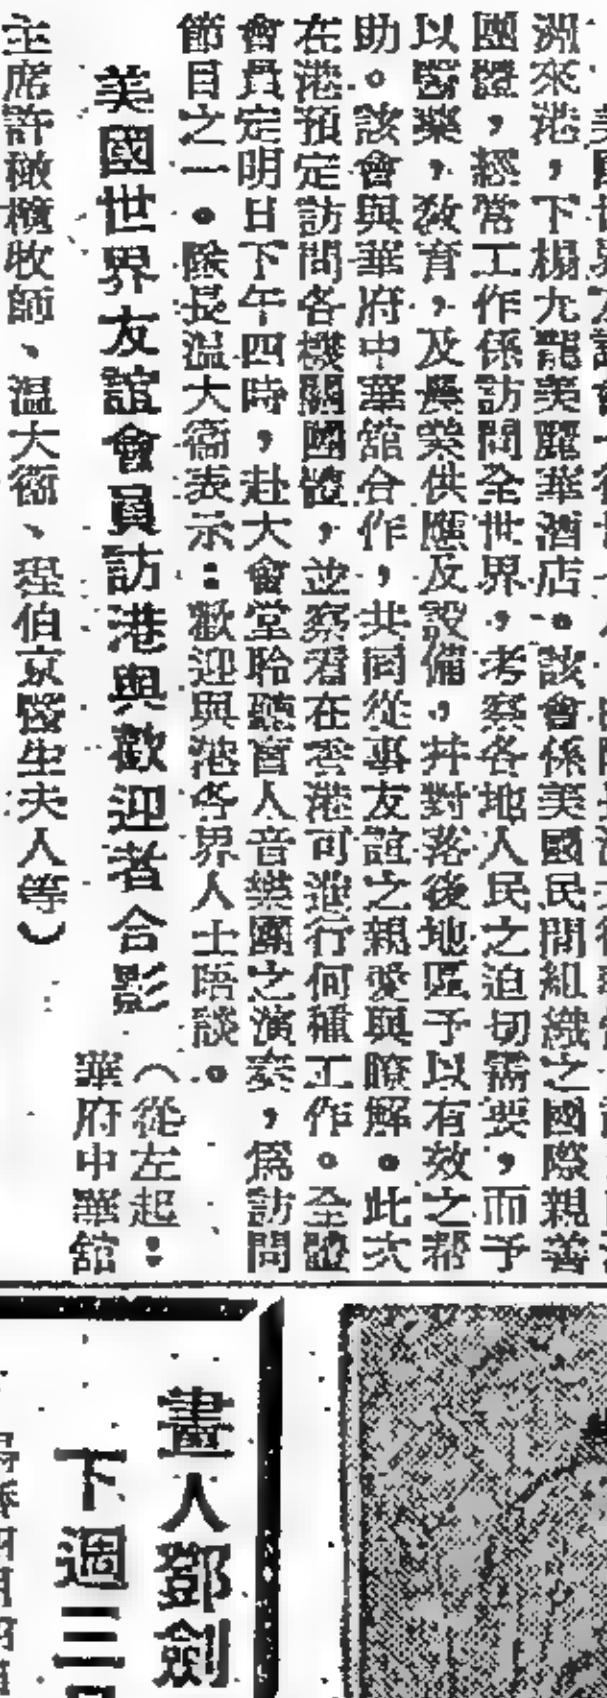 洲來港，下榻九龍美麗華酒店。該會係美國民間組織之國際親善
團體，經常工作係訪問全世界，考察各地人民之迫切需要，而予
以醫藥，教育，及農業供應及設備，并對落後地區予以有效之帮
助。該會與華府中華舘合作，共同從事友誼之親愛與瞭解。此次
在港預定訪問各機關團體，並察看在香港可進行何種工作。全體
會員定明日下午四時，赴大會堂聆聽盲人音樂團之演奏，爲訪問
節目之一。除長温大衞表示：歡迎與港各界人士晤談。
美國世界友誼會員訪港與歡迎者合影
（從左起：
華府中華舘
主席許橄欖牧師、温大衞、程伯京醫生夫人等）
畫人鄧劍
下週三